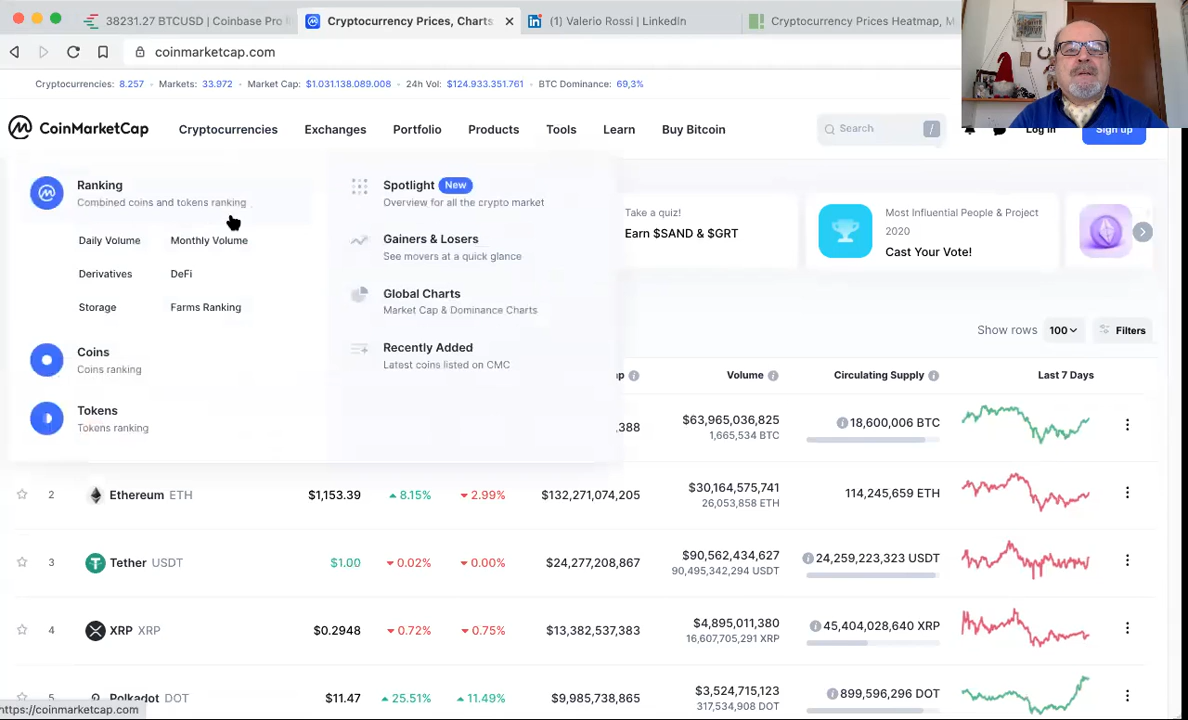 38231.27 BTCUSD | Coinbase Pro
Cryptocurrency Prices, Charts
(1) Valerio Rossi | LinkedIn
Cryptocurrency Prices Heatmap, M
coinmarketcap.com
Cryptocurrencies: 8.257 • Markets: 33.972 • Market Cap: $1.031.138.089.008 • 24h Vol: $124.933.351.761 • BTC Dominance: 69,3%
CoinMarketCap
Cryptocurrencies
Exchanges
Portfolio
Products
Tools
Learn
Buy Bitcoin
Search
/
Log in
Sign up
Ranking
Combined coins and tokens ranking
Daily Volume
Monthly Volume
Derivatives
DeFi
Storage
Farms Ranking
Coins
Coins ranking
Tokens
Tokens ranking
Spotlight New
Overview for all the crypto market
Gainers & Losers
See movers at a quick glance
Global Charts
Market Cap & Dominance Charts
Recently Added
Latest coins listed on CMC
Take a quiz!
Earn $SAND & $GRT
Most Influential People & Project
2020
Cast Your Vote!
Show rows 100 Filters
Volume Circulating Supply Last 7 Days
,388 $63,965,036,825 18,600,006 BTC
1,665,534 BTC
2 Ethereum ETH $1,153.39 8.15% 2.99% $132,271,074,205 $30,164,575,741 114,245,659 ETH
26,053,858 ETH
3 Tether USDT $1.00 0.02% 0.00% $24,277,208,867 $90,562,434,627 24,259,223,323 USDT
90,495,342,294 USDT
4 XRP XRP $0.2948 0.72% 0.75% $13,382,537,383 $4,895,011,380 45,404,028,640 XRP
16,607,705,291 XRP
5 Polkadot DOT $11.47 25.51% 11.49% $9,985,738,865 $3,524,715,123 899,596,296 DOT
317,534,908 DOT
https://coinmarketcap.com